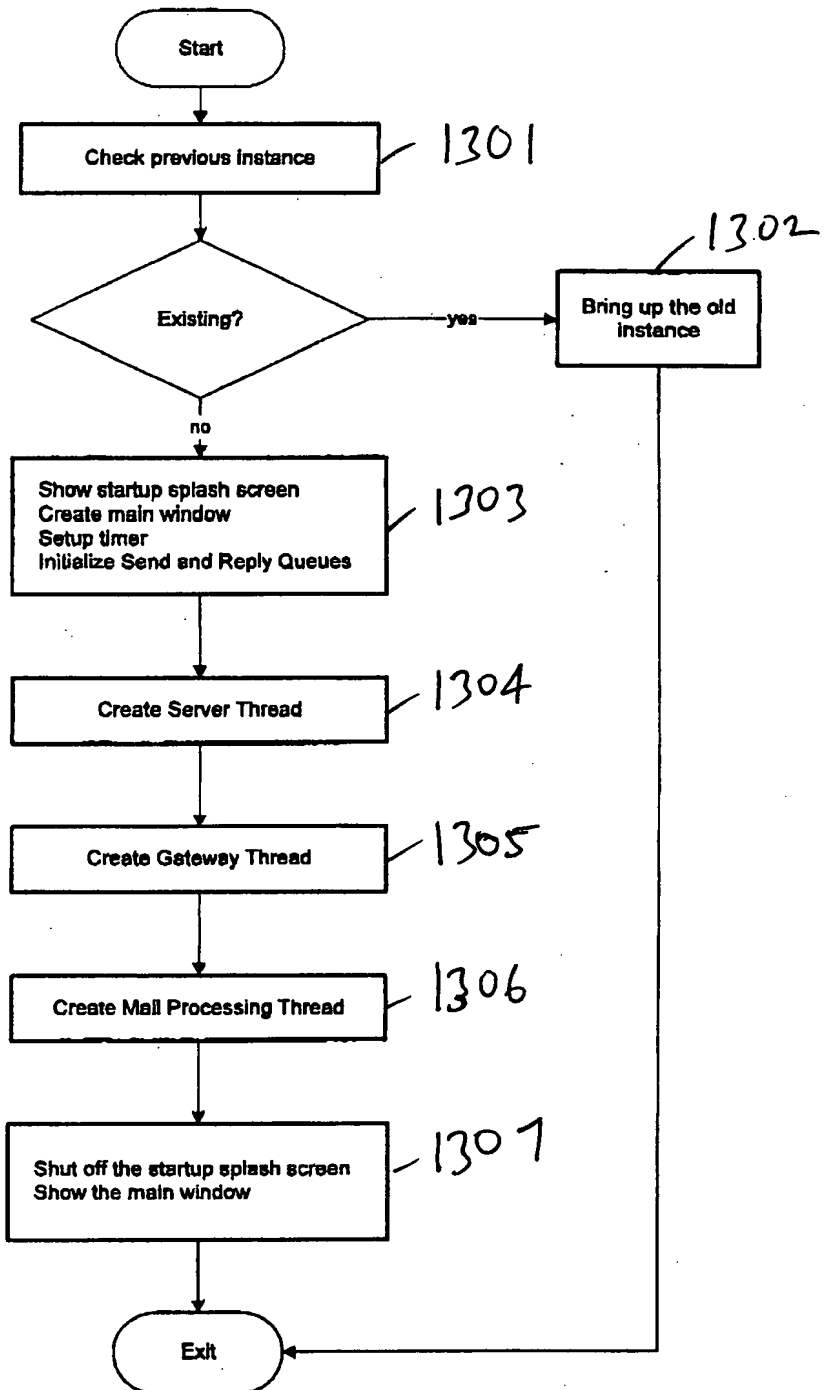 Start
Check previous instance
1301
1302
Existing?
yes
Bring up the old
instance
no
Show startup splash screen
Create main window
Setup timer
Initialize Send and Reply Queues
1303
Create Server Thread
1304
Create Gateway Thread
1305
Create Mail Processing Thread
1306
Shut off the startup splash screen
Show the main window
1307
Exit